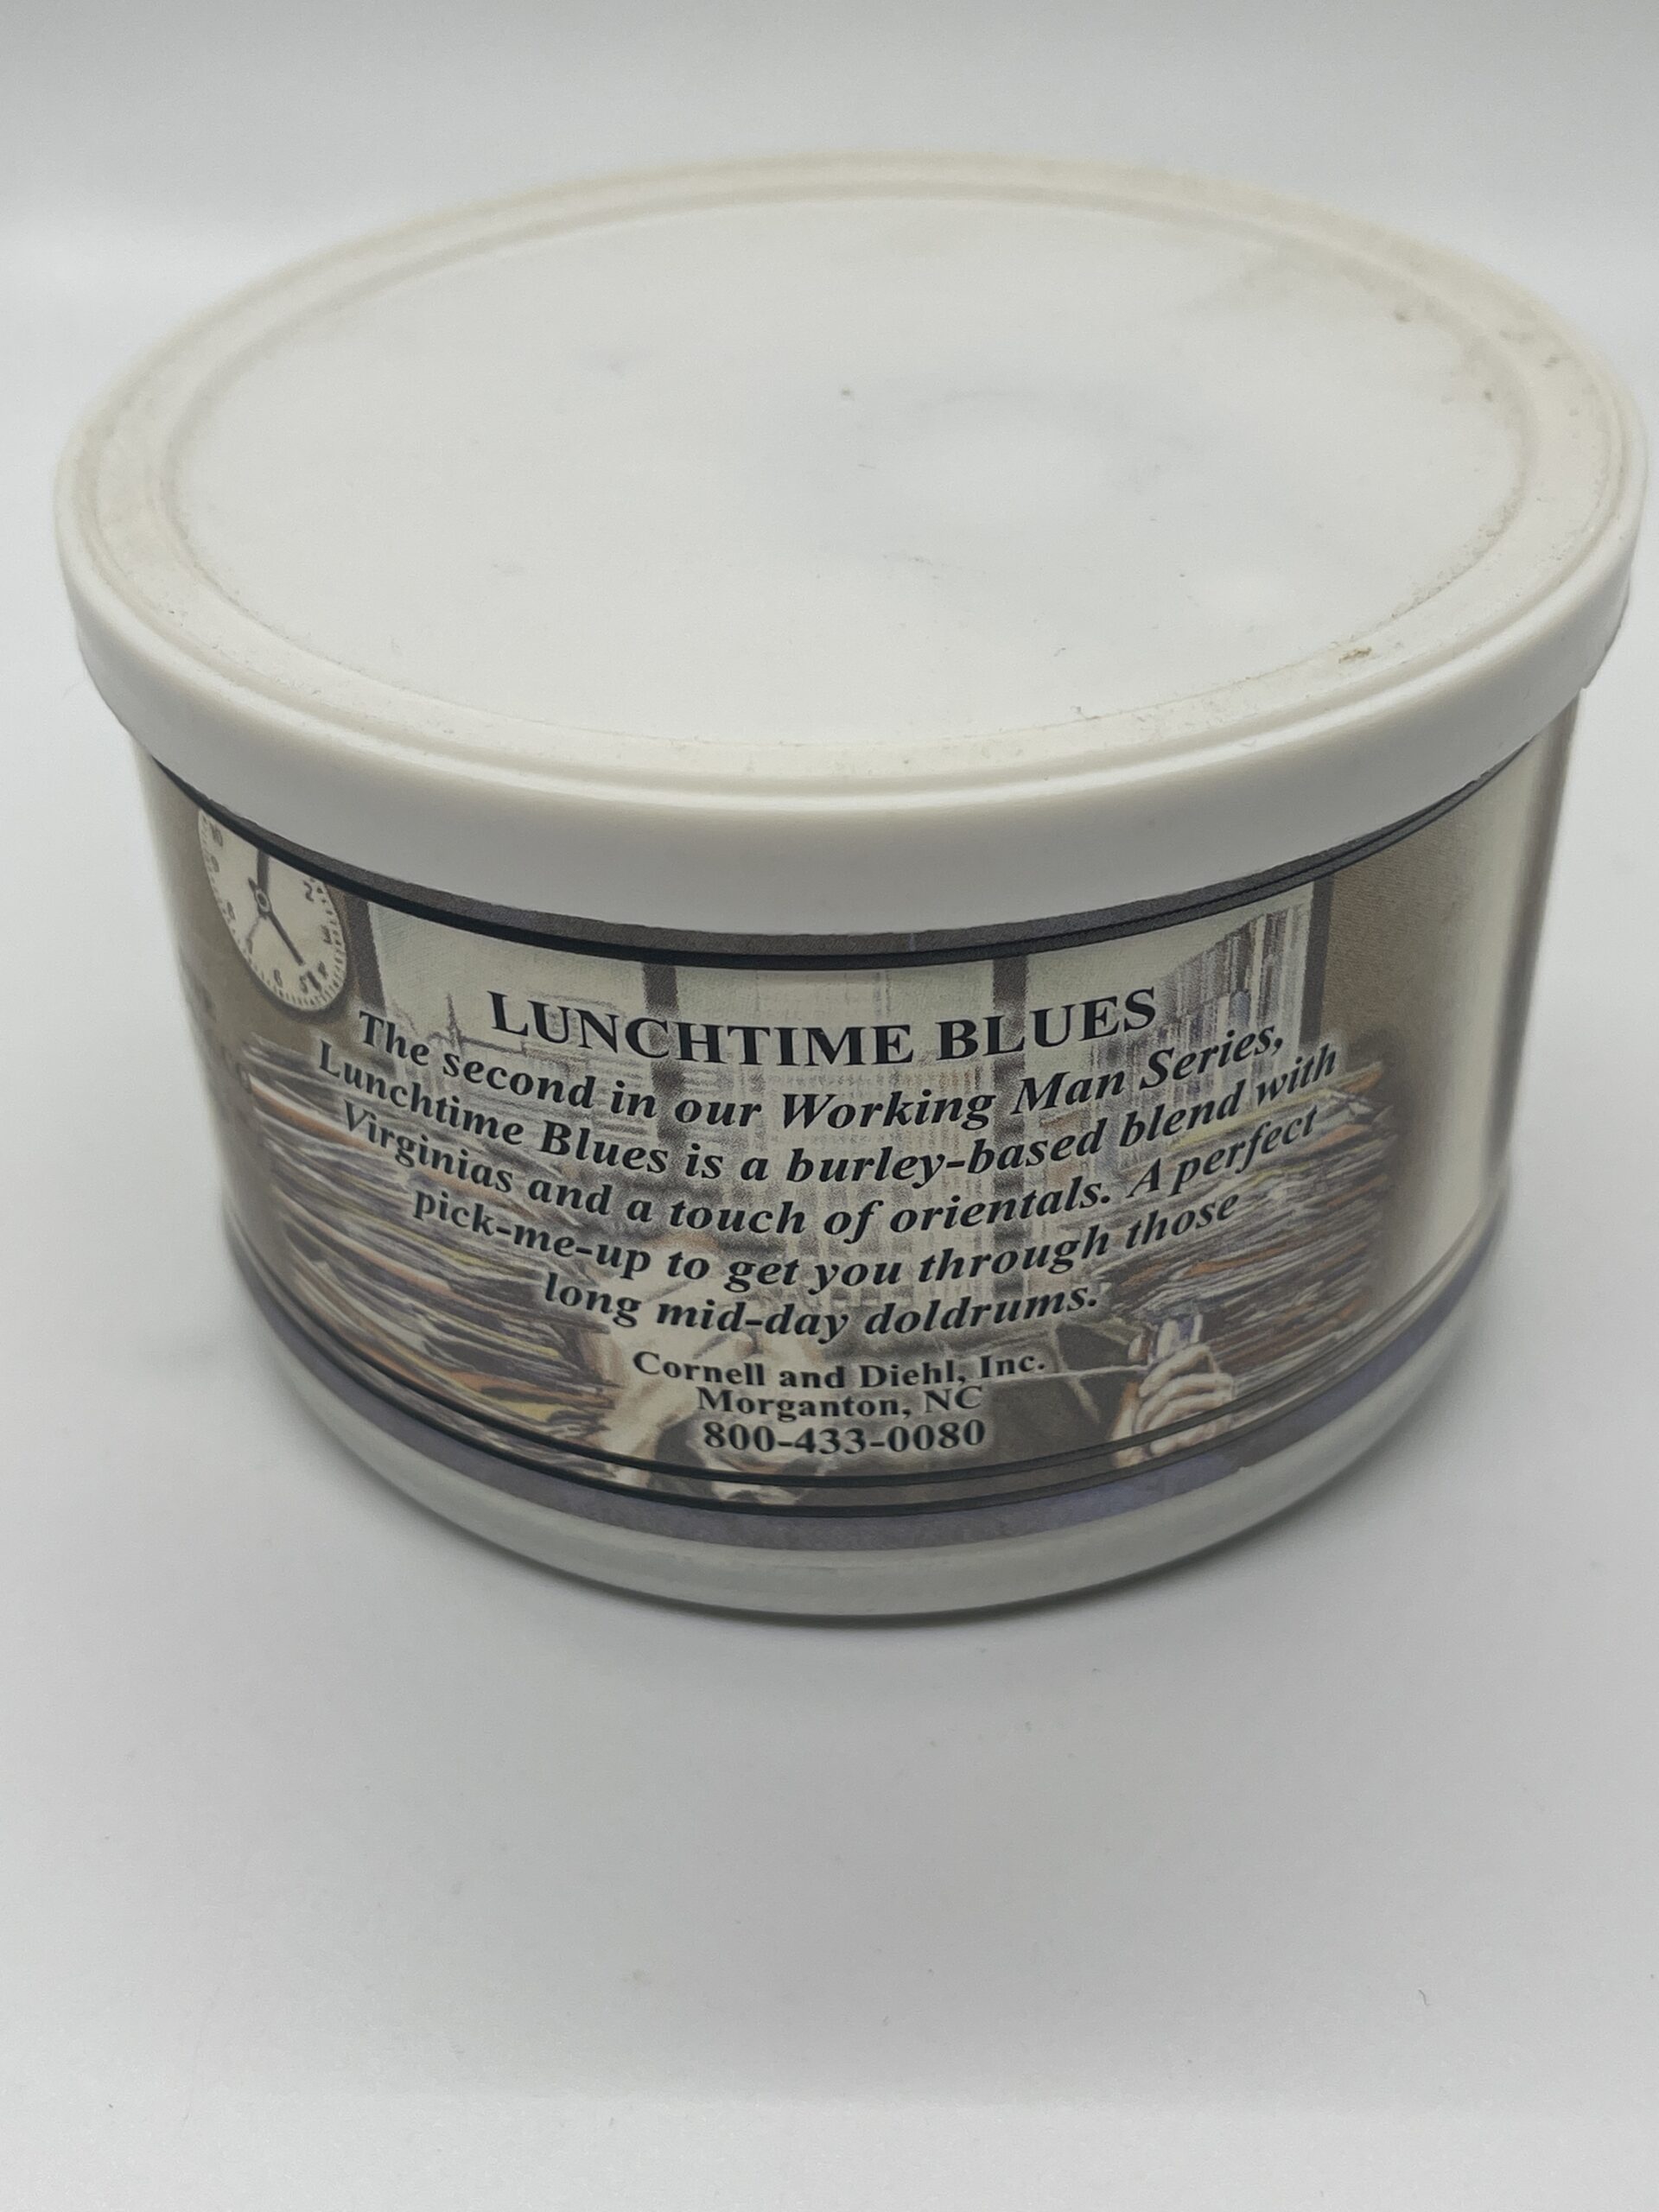 LUNCHTIME BLUES
The second in our Working Man Series,
Lunchtime Blues is a burley-based blend with
Virginias and a touch of orientals. A perfect
pick-me-up to get you through those
long mid-day doldrums.
Cornell and Diehl, Inc.
Morganton, NC
800-433-0080